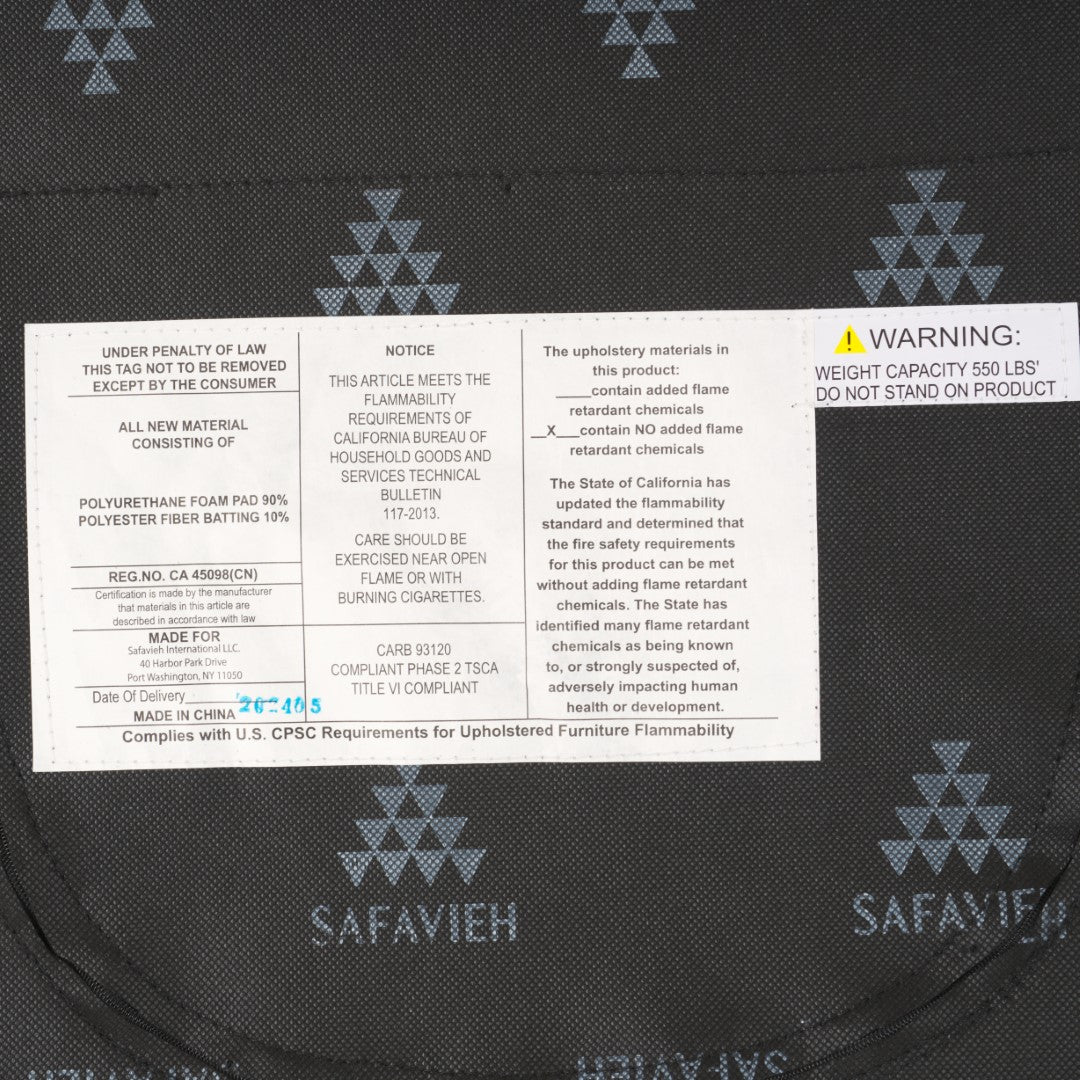 UNDER PENALTY OF LAW
THIS TAG NOT TO BE REMOVED
EXCEPT BY THE CONSUMER
ALL NEW MATERIAL
CONSISTING OF
POLYURETHANE FOAM PAD 90%
POLYESTER FIBER BATTING 10%
REG.NO. CA 45098(CN)
Certification is made by the manufacturer
that materials in this article are
described in accordance with law
MADE FOR
Safavieh International LLC.
40 Harbor Park Drive
Port Washington, NY 11050
Date Of Delivery
MADE IN CHINA
NOTICE
THIS ARTICLE MEETS THE
FLAMMABILITY
REQUIREMENTS OF
CALIFORNIA BUREAU OF
HOUSEHOLD GOODS AND
SERVICES TECHNICAL
BULLETIN
117-2013.
CARE SHOULD BE
EXERCISED NEAR OPEN
FLAME OR WITH
BURNING CIGARETTES.
CARB 93120
COMPLIANT PHASE 2 TSCA
TITLE VI COMPLIANT
The upholstery materials in
this product:
____contain added flame
retardant chemicals
__X___contain NO added flame
retardant chemicals
The State of California has
updated the flammability
standard and determined that
the fire safety requirements
for this product can be met
without adding flame retardant
chemicals. The State has
identified many flame retardant
chemicals as being known
to, or strongly suspected of,
adversely impacting human
health or development.
Complies with U.S. CPSC Requirements for Upholstered Furniture Flammability
WARNING:
WEIGHT CAPACITY 550 LBS'
DO NOT STAND ON PRODUCT
SAFAVIEH
SAFAVIEH